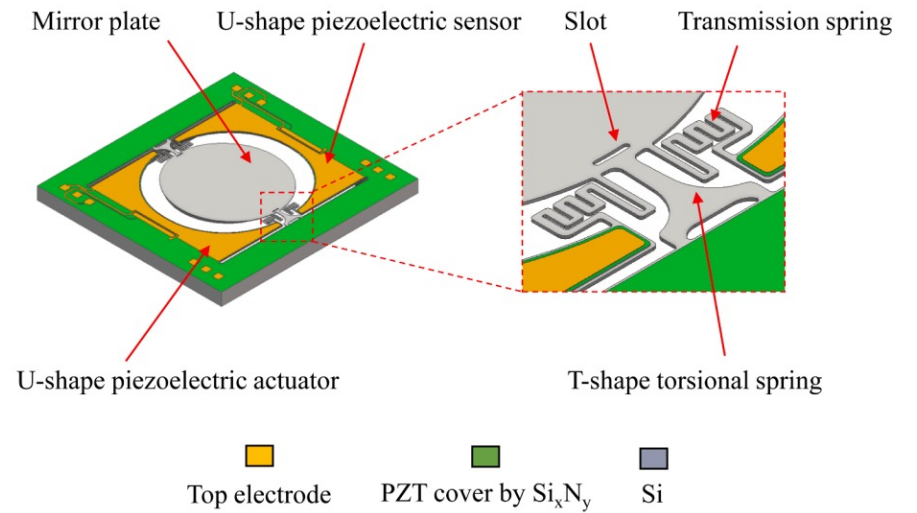 Mirror plate
U-shape piezoelectric sensor
Slot
Transmission spring
U-shape piezoelectric actuator
T-shape torsional spring
Top electrode
PZT cover by SiₓNᵧ
Si